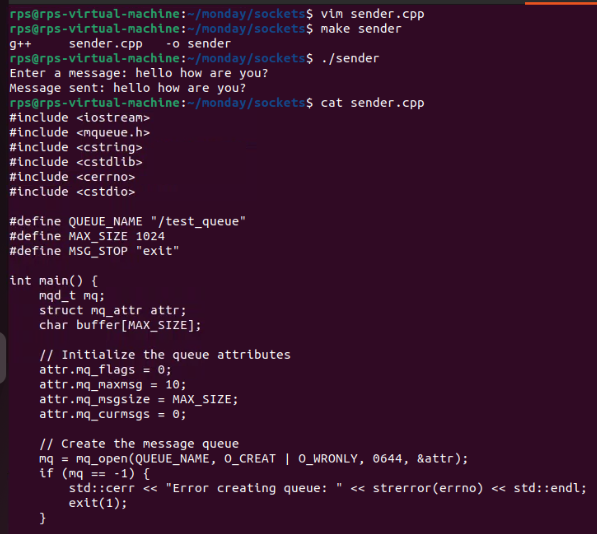 rps@rps-virtual-machine:~/monday/sockets$ vim sender.cpp
rps@rps-virtual-machine:~/monday/sockets$ make sender
g++     sender.cpp   -o sender
rps@rps-virtual-machine:~/monday/sockets$ ./sender
Enter a message: hello how are you?
Message sent: hello how are you?
rps@rps-virtual-machine:~/monday/sockets$ cat sender.cpp
#include <iostream>
#include <mqueue.h>
#include <cstring>
#include <cstdlib>
#include <cerrno>
#include <cstdio>

#define QUEUE_NAME "/test_queue"
#define MAX_SIZE 1024
#define MSG_STOP "exit"

int main() {
    mqd_t mq;
    struct mq_attr attr;
    char buffer[MAX_SIZE];

    // Initialize the queue attributes
    attr.mq_flags = 0;
    attr.mq_maxmsg = 10;
    attr.mq_msgsize = MAX_SIZE;
    attr.mq_curmsgs = 0;

    // Create the message queue
    mq = mq_open(QUEUE_NAME, O_CREAT | O_WRONLY, 0644, &attr);
    if (mq == -1) {
        std::cerr << "Error creating queue: " << strerror(errno) << std::endl;
        exit(1);
    }